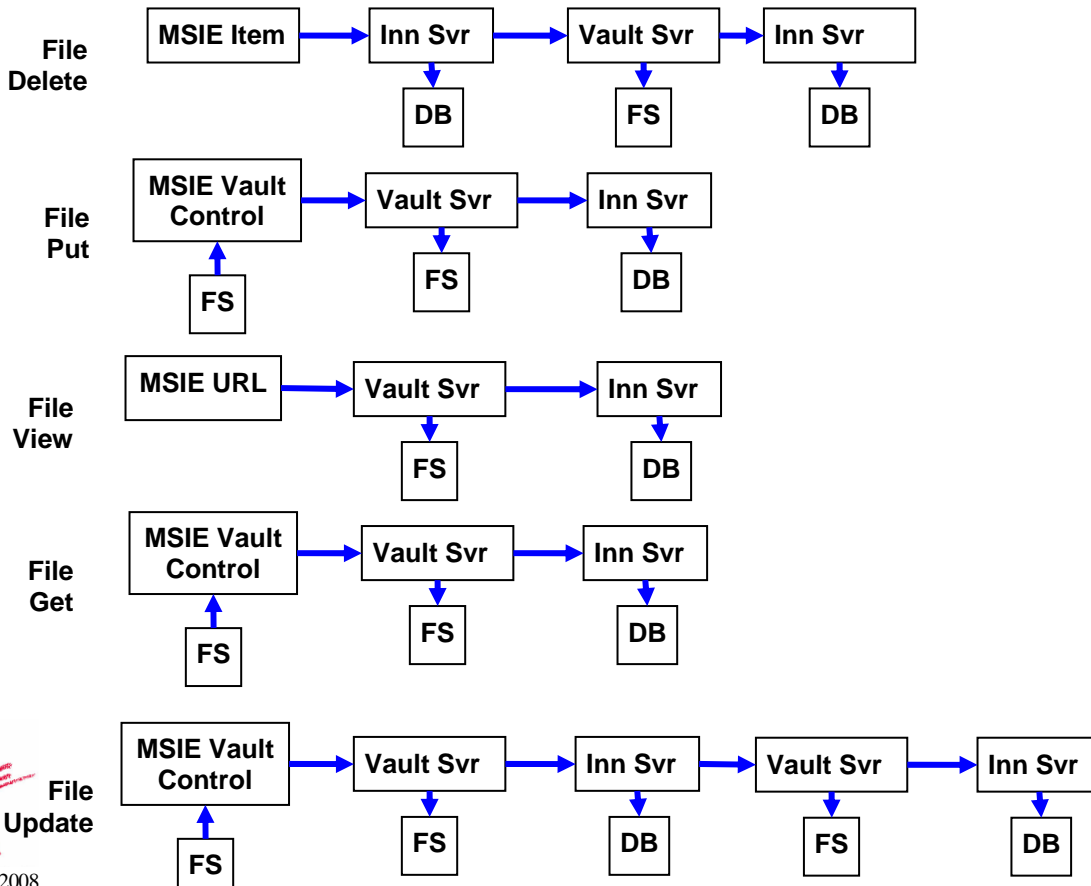 File
Delete
MSIE Item
Inn Svr
Vault Svr
Inn Svr
DB
FS
DB
File
Put
MSIE Vault
Control
Vault Svr
Inn Svr
FS
FS
DB
File
View
MSIE URL
Vault Svr
Inn Svr
FS
DB
File
Get
MSIE Vault
Control
Vault Svr
Inn Svr
FS
FS
DB
File
Update
MSIE Vault
Control
Vault Svr
Inn Svr
Vault Svr
Inn Svr
FS
FS
DB
FS
DB
2008